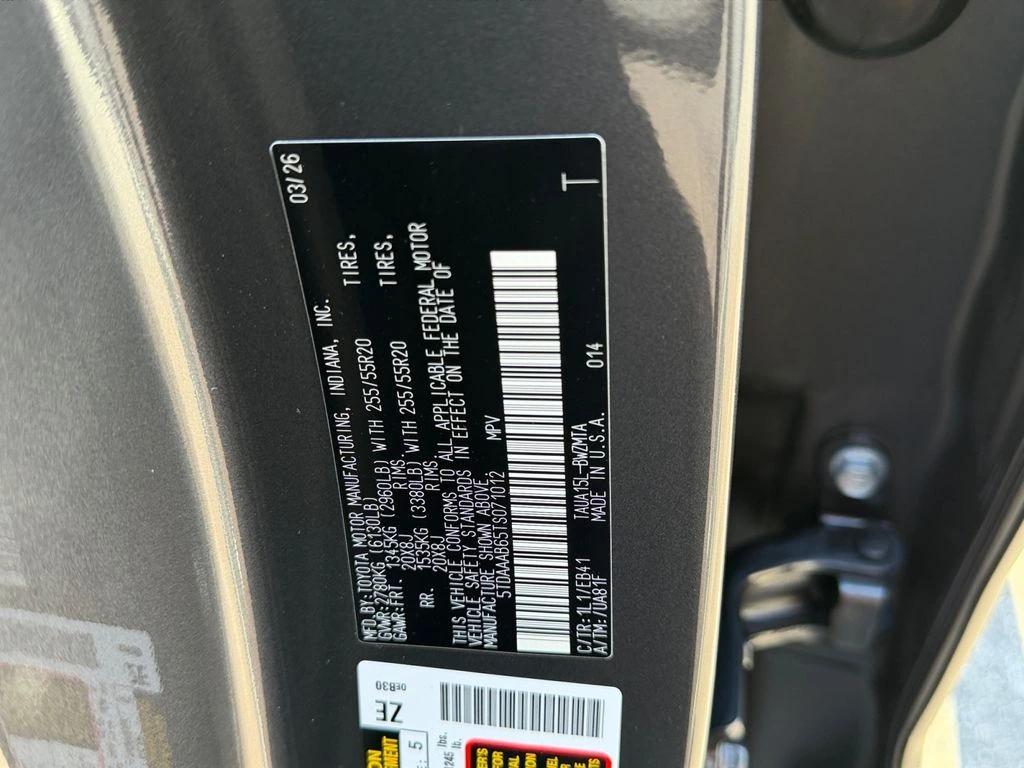 MFD.BY:TOYOTA MOTOR MANUFACTURING, INDIANA, INC. 03/26
GVWR:2780KG (6130LB)
GAWR:FRT. 1345KG (2960LB) WITH 255/55R20 TIRES,
20X8J RIMS.
RR. 1535KG (3380LB) WITH 255/55R20 TIRES,
20X8J RIMS.
THIS VEHICLE CONFORMS TO ALL APPLICABLE FEDERAL MOTOR
VEHICLE SAFETY STANDARDS IN EFFECT ON THE DATE OF
MANUFACTURE SHOWN ABOVE.
5TDAAAB65TS071012 MPV
C/TR:1L1/EB41 TAUA15L-BWZMTA 014 T
A/TM:/UA81F MADE IN U.S.A.
0EB30
ZE
5
1245 lb.
lbs.